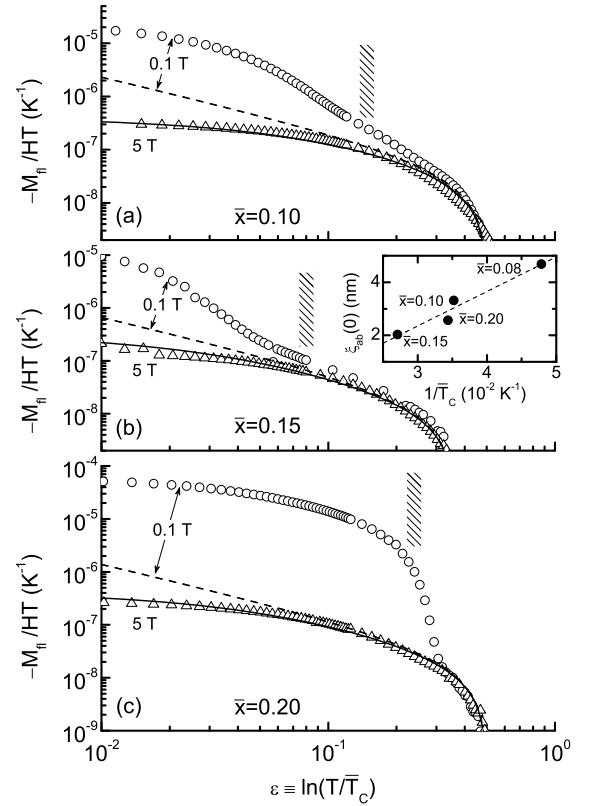 10⁻⁵
10⁻⁶
10⁻⁷
10⁻⁸
−M_fl /HT (K⁻¹)
0.1 T
5 T
(a)
x̄=0.10
10⁻⁵
10⁻⁶
10⁻⁷
10⁻⁸
−M_fl /HT (K⁻¹)
0.1 T
5 T
(b)
x̄=0.15
4
2
ξ_ab(0) (nm)
x̄=0.08
x̄=0.10
x̄=0.20
x̄=0.15
3 4 5
1/T̄_C (10⁻² K⁻¹)
10⁻⁴
10⁻⁵
10⁻⁶
10⁻⁷
10⁻⁸
10⁻⁹
−M_fl /HT (K⁻¹)
0.1 T
5 T
(c)
x̄=0.20
10⁻² 10⁻¹ 10⁰
ε ≡ ln(T/T̄_C)